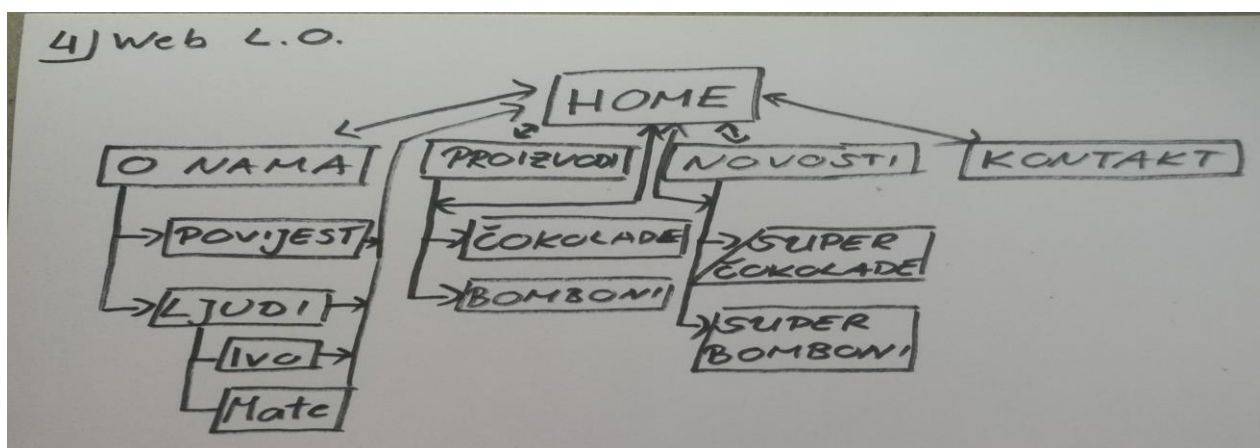 4) Web L.O.
HOME
O NAMA
PROIZVODI
NOVOSTI
KONTAKT
POVIJEST
ČOKOLADE
SUPER
ČOKOLADE
LJUDI
BOMBONI
SUPER
BOMBONI
IVO
Mate